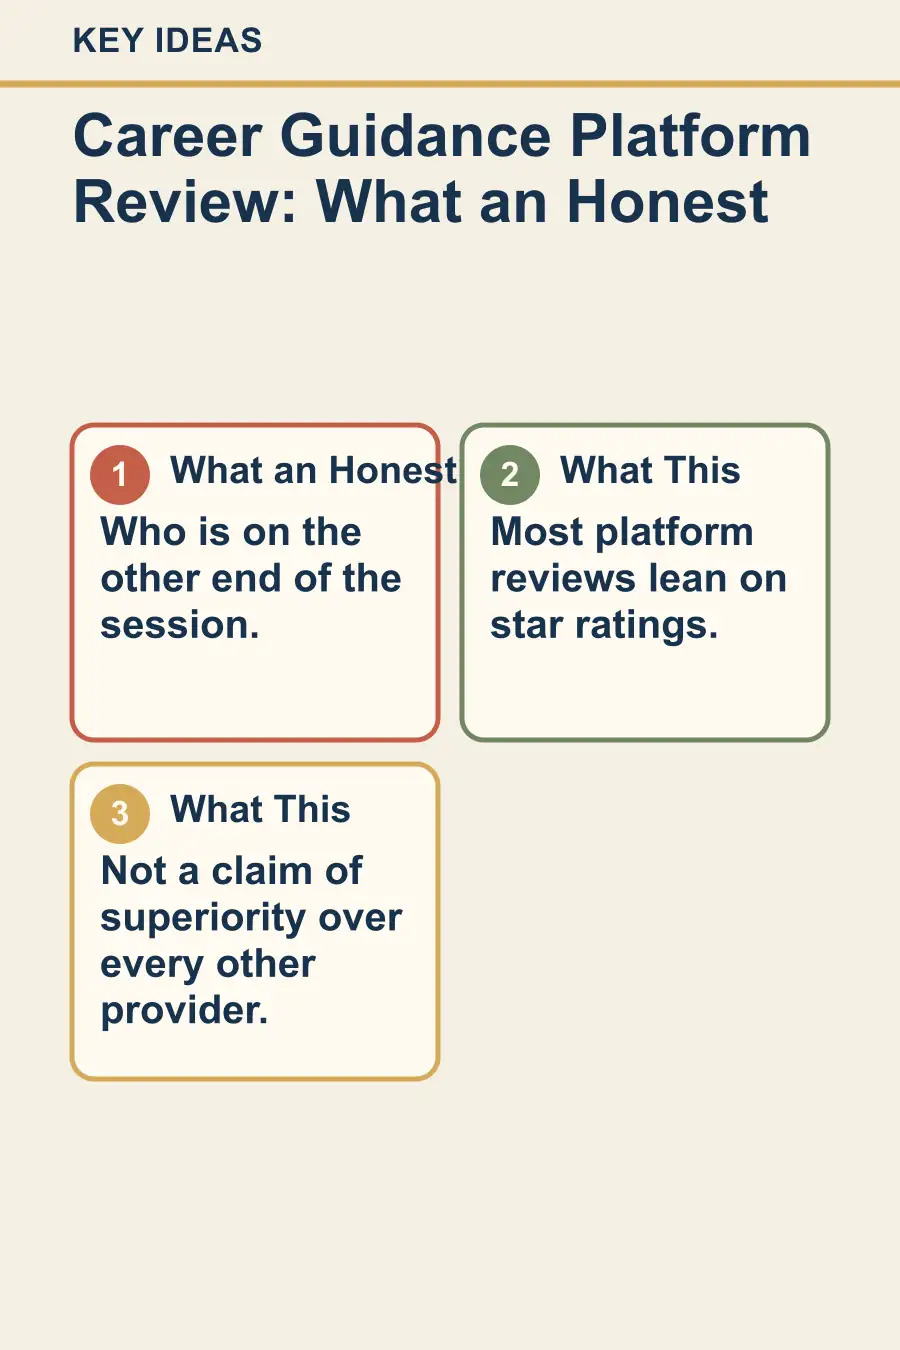 KEY IDEAS
Career Guidance Platform
Review: What an Honest
1 What an Honest
Who is on the
other end of the
session.
2 What This
Most platform
reviews lean on
star ratings.
3 What This
Not a claim of
superiority over
every other
provider.